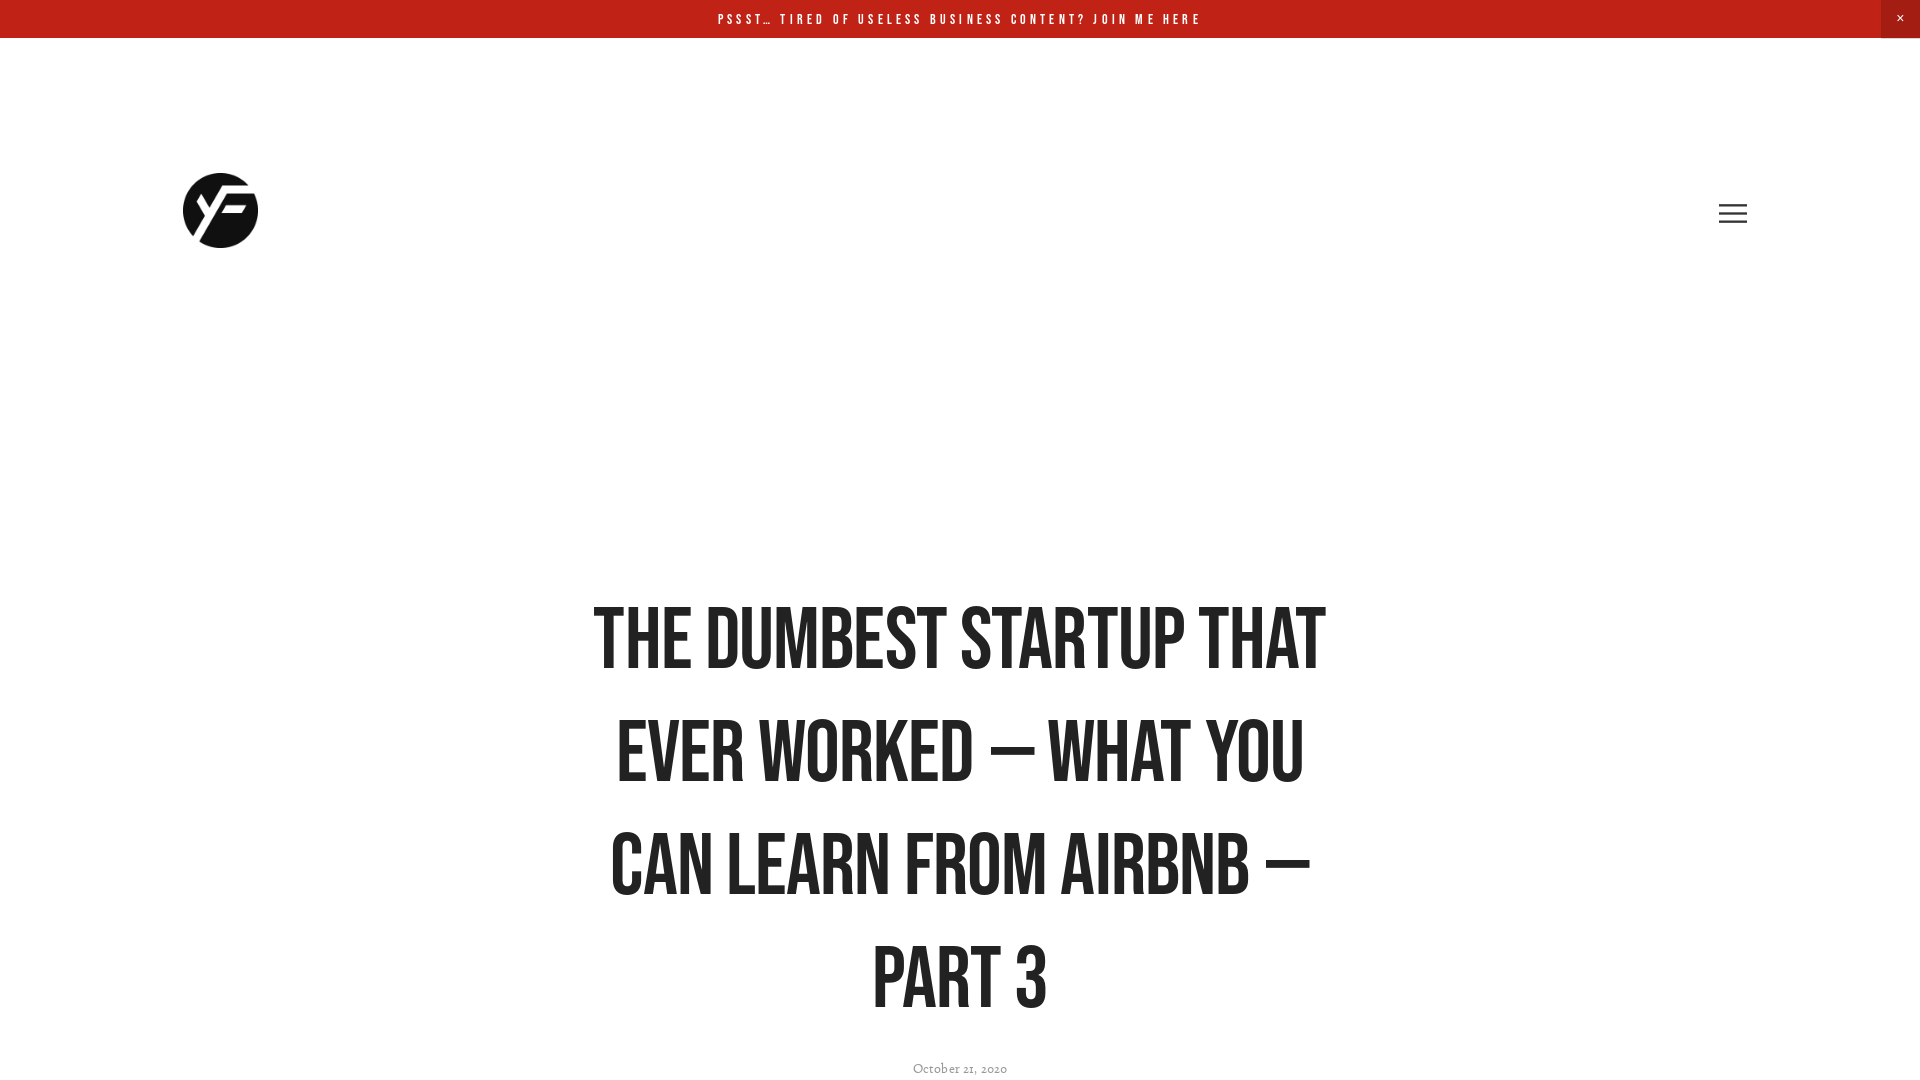 PSSST… TIRED OF USELESS BUSINESS CONTENT? JOIN ME HERE
×
YF
THE DUMBEST STARTUP THAT
EVER WORKED — WHAT YOU
CAN LEARN FROM AIRBNB —
PART 3
October 21, 2020